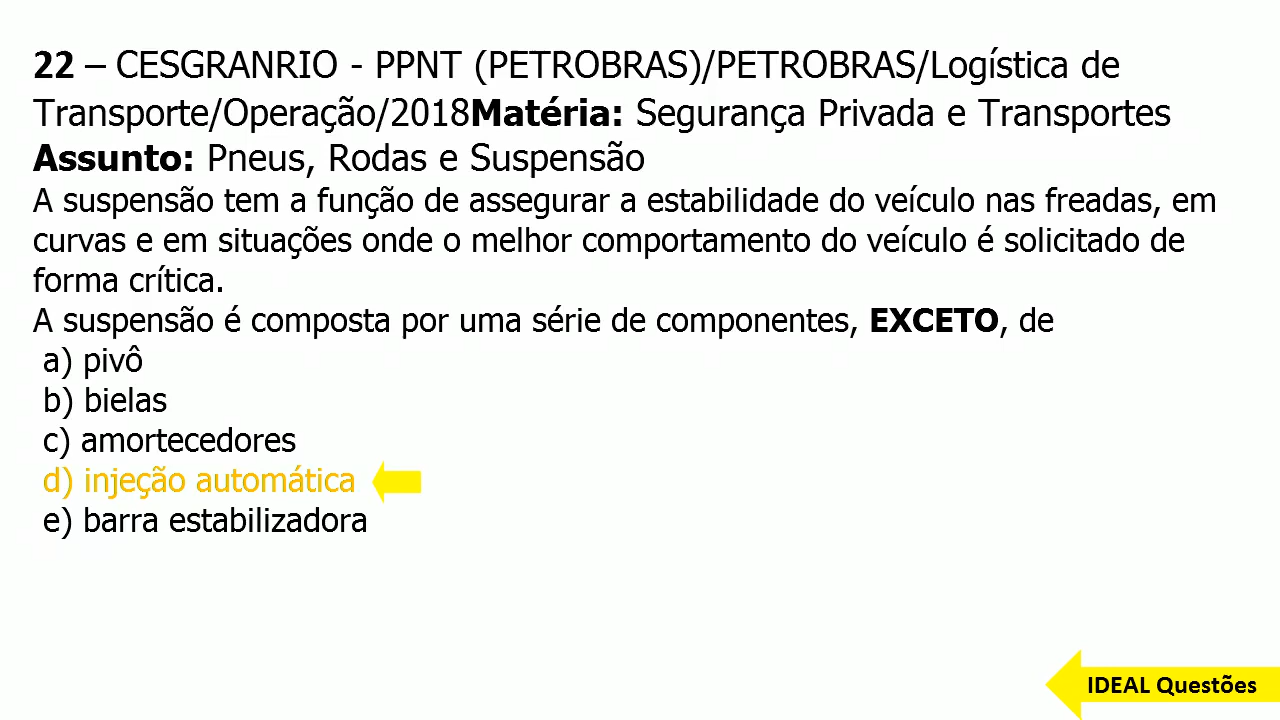 22 – CESGRANRIO - PPNT (PETROBRAS)/PETROBRAS/Logística de
Transporte/Operação/2018Matéria: Segurança Privada e Transportes
Assunto: Pneus, Rodas e Suspensão
A suspensão tem a função de assegurar a estabilidade do veículo nas freadas, em
curvas e em situações onde o melhor comportamento do veículo é solicitado de
forma crítica.
A suspensão é composta por uma série de componentes, EXCETO, de
a) pivô
b) bielas
c) amortecedores
d) injeção automática
e) barra estabilizadora
IDEAL Questões